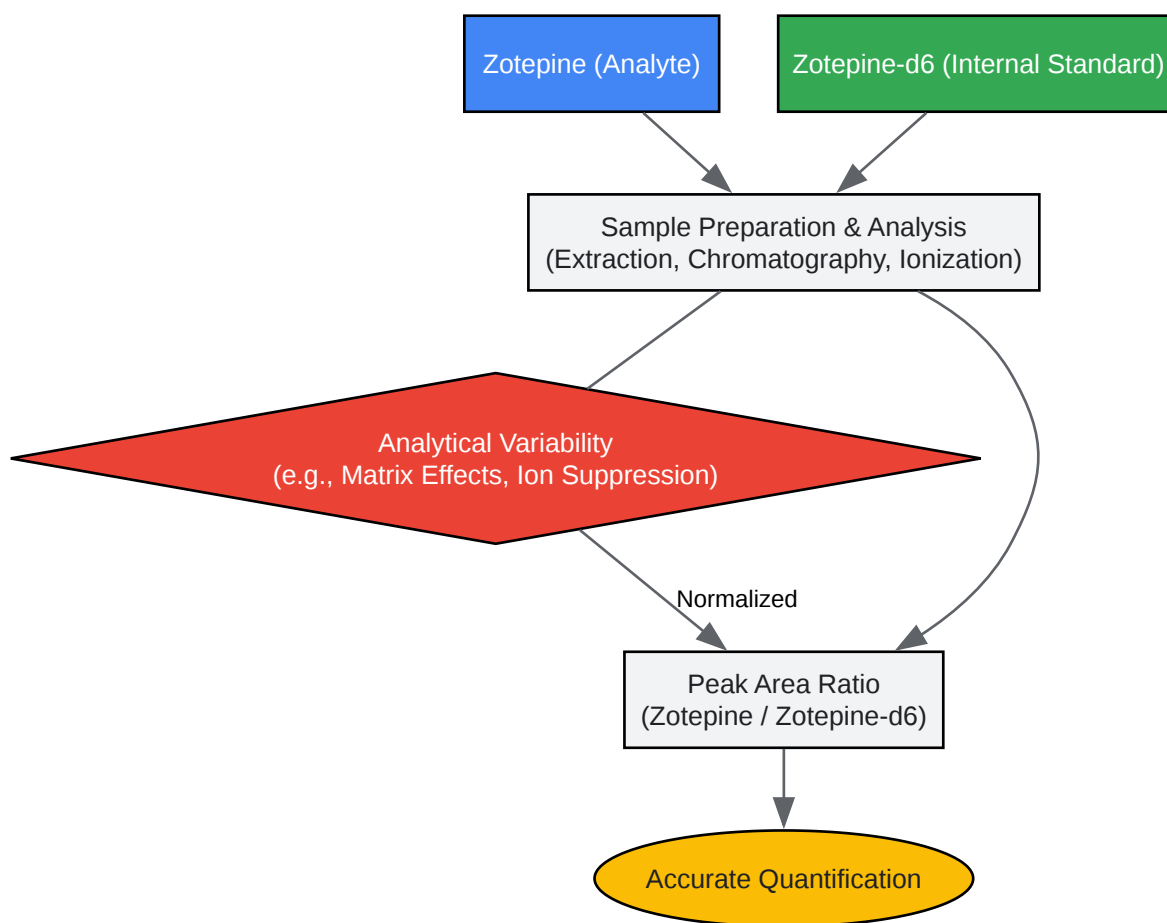 Zotepine (Analyte)
Zotepine-d6 (Internal Standard)
Sample Preparation & Analysis
(Extraction, Chromatography, Ionization)
Analytical Variability
(e.g., Matrix Effects, Ion Suppression)
Normalized
Peak Area Ratio
(Zotepine / Zotepine-d6)
Accurate Quantification